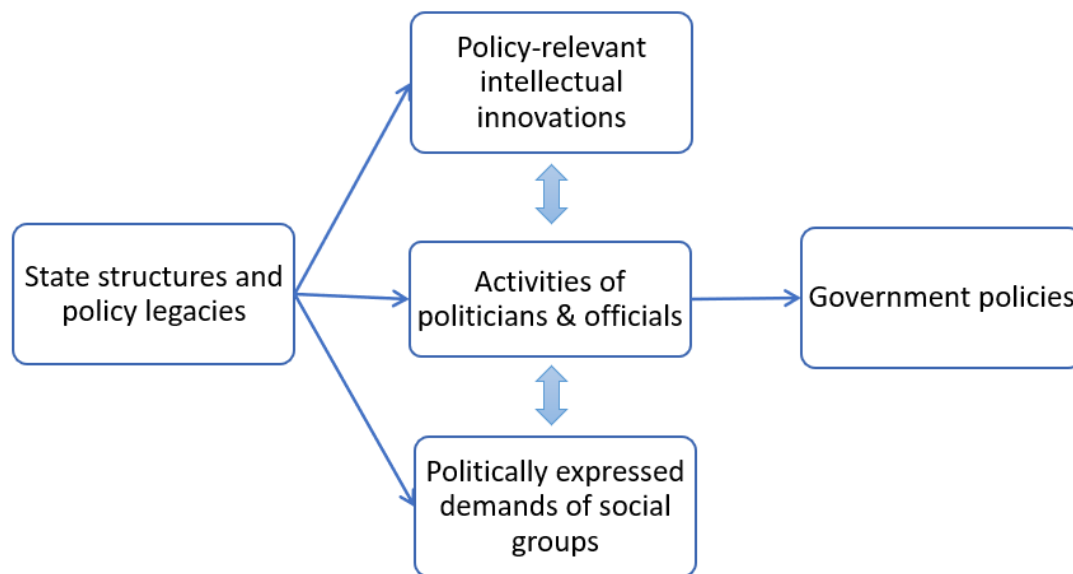 Policy-relevant
intellectual
innovations
State structures and
policy legacies
Activities of
politicians & officials
Government policies
Politically expressed
demands of social
groups